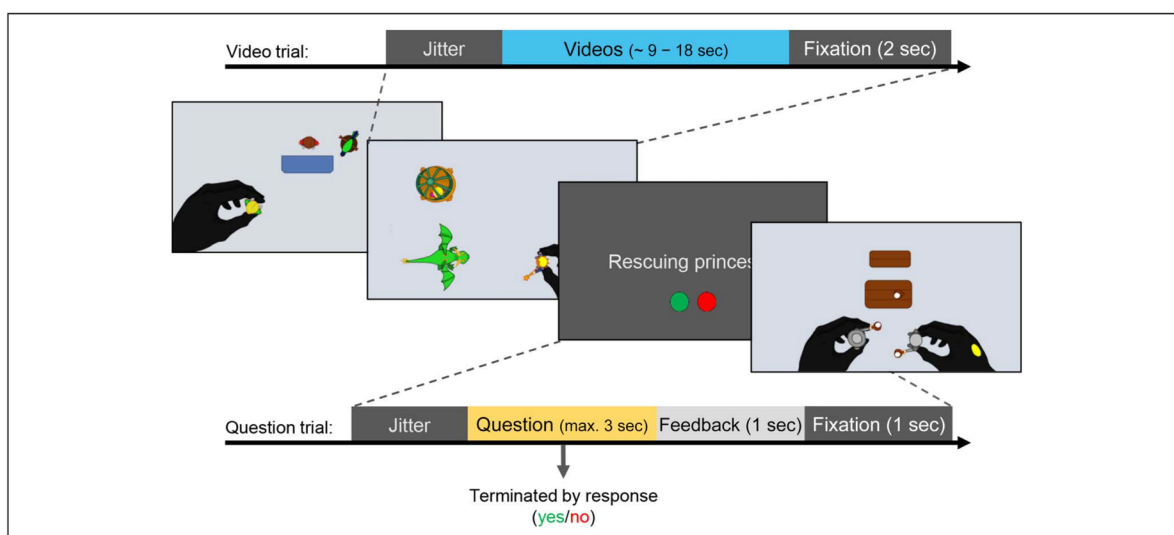 Video trial:
Jitter
Videos (~ 9 – 18 sec)
Fixation (2 sec)
Rescuing princes
Question trial:
Jitter
Question (max. 3 sec)
Feedback (1 sec)
Fixation (1 sec)
Terminated by response
(yes/no)